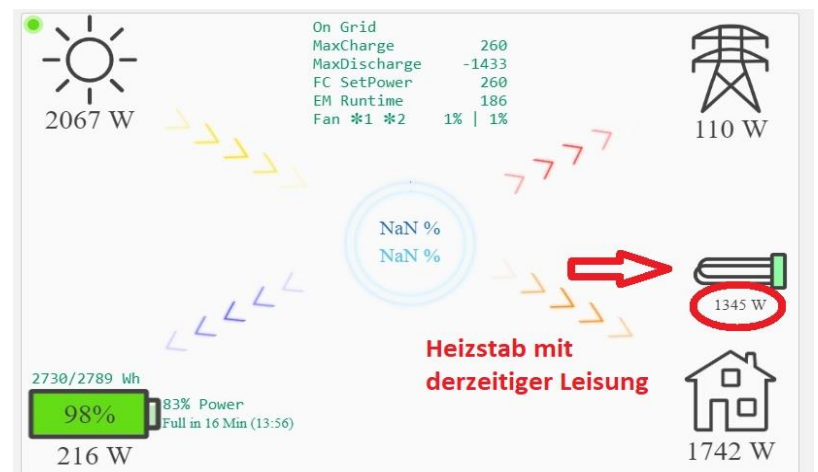 On Grid
MaxCharge 260
MaxDischarge -1433
FC SetPower 260
EM Runtime 186
Fan ✻1 ✻2 1% | 1%
2067 W
110 W
NaN %
NaN %
1345 W
Heizstab mit
derzeitiger Leisung
2730/2789 Wh
98%
83% Power
Full in 16 Min (13:56)
216 W
1742 W